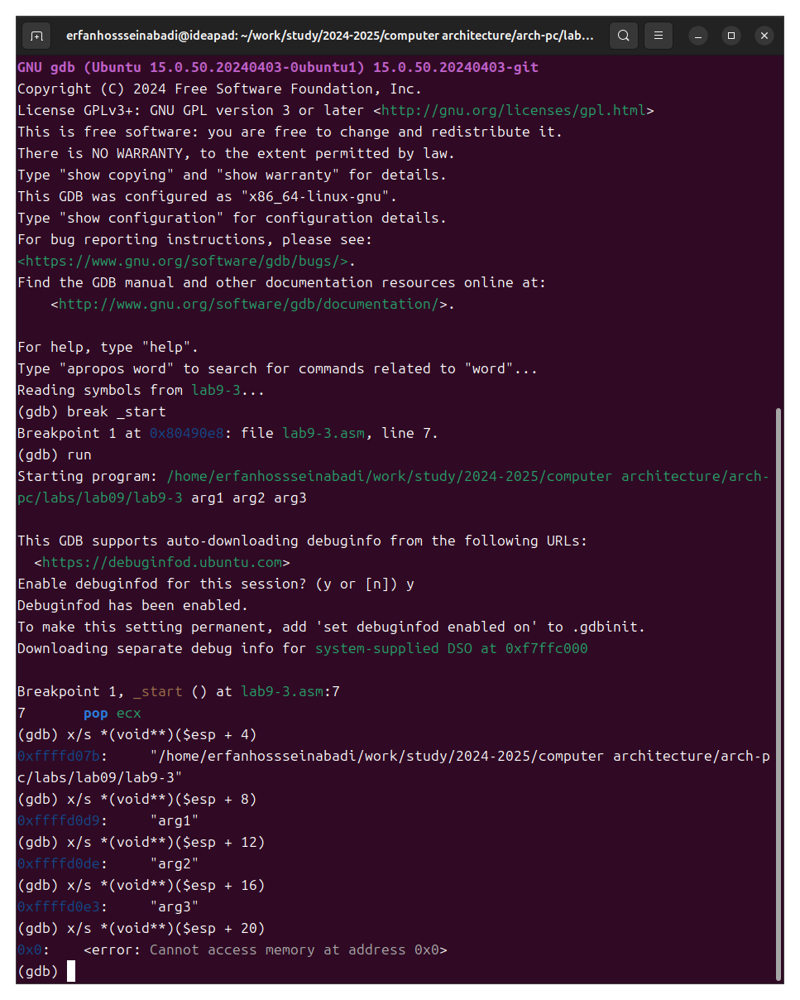 erfanhossseinabadi@ideapad: ~/work/study/2024-2025/computer architecture/arch-pc/lab...
GNU gdb (Ubuntu 15.0.50.20240403-0ubuntu1) 15.0.50.20240403-git
Copyright (C) 2024 Free Software Foundation, Inc.
License GPLv3+: GNU GPL version 3 or later <http://gnu.org/licenses/gpl.html>
This is free software: you are free to change and redistribute it.
There is NO WARRANTY, to the extent permitted by law.
Type "show copying" and "show warranty" for details.
This GDB was configured as "x86_64-linux-gnu".
Type "show configuration" for configuration details.
For bug reporting instructions, please see:
<https://www.gnu.org/software/gdb/bugs/>.
Find the GDB manual and other documentation resources online at:
    <http://www.gnu.org/software/gdb/documentation/>.
For help, type "help".
Type "apropos word" to search for commands related to "word"...
Reading symbols from lab9-3...
(gdb) break _start
Breakpoint 1 at 0x80490e8: file lab9-3.asm, line 7.
(gdb) run
Starting program: /home/erfanhossseinabadi/work/study/2024-2025/computer architecture/arch-
pc/labs/lab09/lab9-3 arg1 arg2 arg3
This GDB supports auto-downloading debuginfo from the following URLs:
  <https://debuginfod.ubuntu.com>
Enable debuginfod for this session? (y or [n]) y
Debuginfod has been enabled.
To make this setting permanent, add 'set debuginfod enabled on' to .gdbinit.
Downloading separate debug info for system-supplied DSO at 0xf7ffc000
Breakpoint 1, _start () at lab9-3.asm:7
7       pop ecx
(gdb) x/s *(void**)($esp + 4)
0xffffd07b:     "/home/erfanhossseinabadi/work/study/2024-2025/computer architecture/arch-p
c/labs/lab09/lab9-3"
(gdb) x/s *(void**)($esp + 8)
0xffffd0d9:     "arg1"
(gdb) x/s *(void**)($esp + 12)
0xffffd0de:     "arg2"
(gdb) x/s *(void**)($esp + 16)
0xffffd0e3:     "arg3"
(gdb) x/s *(void**)($esp + 20)
0x0:    <error: Cannot access memory at address 0x0>
(gdb)